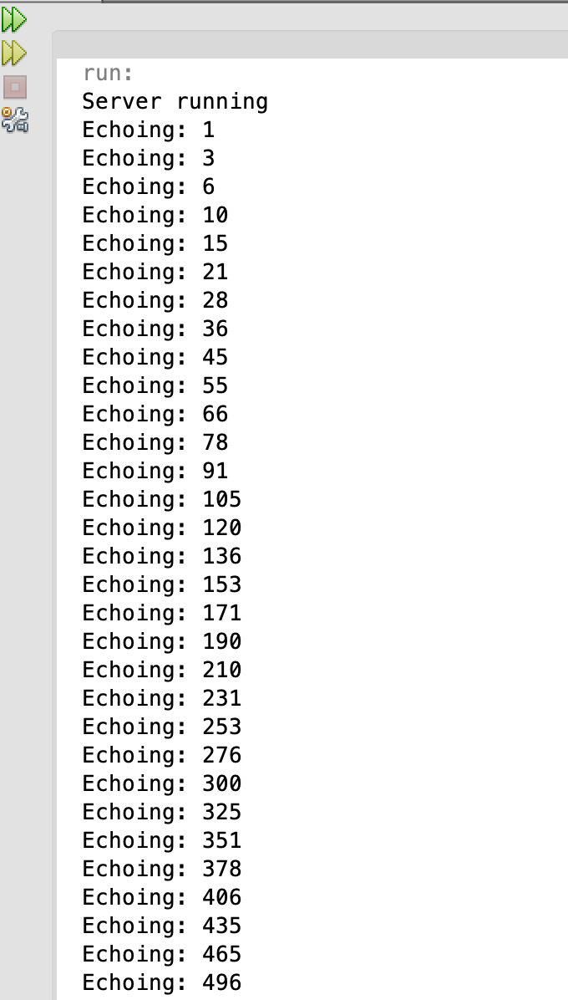 run:
Server running
Echoing: 1
Echoing: 3
Echoing: 6
Echoing: 10
Echoing: 15
Echoing: 21
Echoing: 28
Echoing: 36
Echoing: 45
Echoing: 55
Echoing: 66
Echoing: 78
Echoing: 91
Echoing: 105
Echoing: 120
Echoing: 136
Echoing: 153
Echoing: 171
Echoing: 190
Echoing: 210
Echoing: 231
Echoing: 253
Echoing: 276
Echoing: 300
Echoing: 325
Echoing: 351
Echoing: 378
Echoing: 406
Echoing: 435
Echoing: 465
Echoing: 496